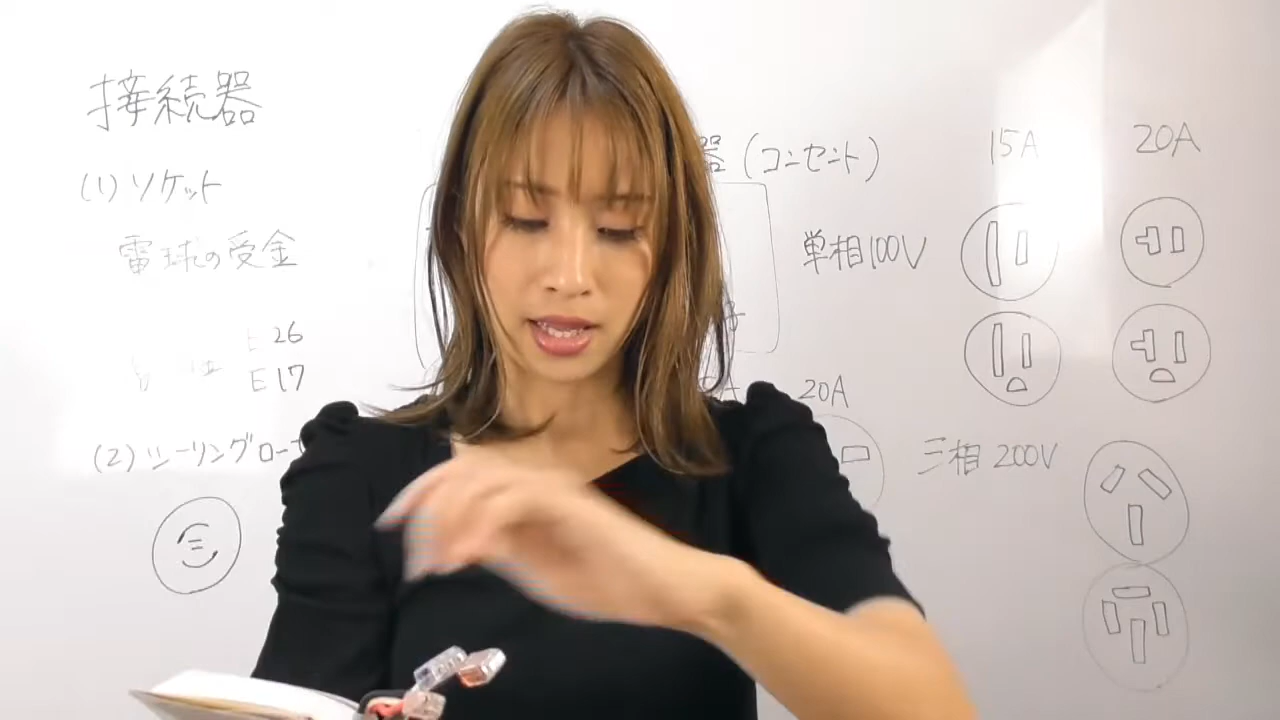 接続器
(1) ソケット
電球の受金
E26
E17
(2) シーリングロー
器 (コンセント)
15A 20A
単相100V
20A
三相 200V